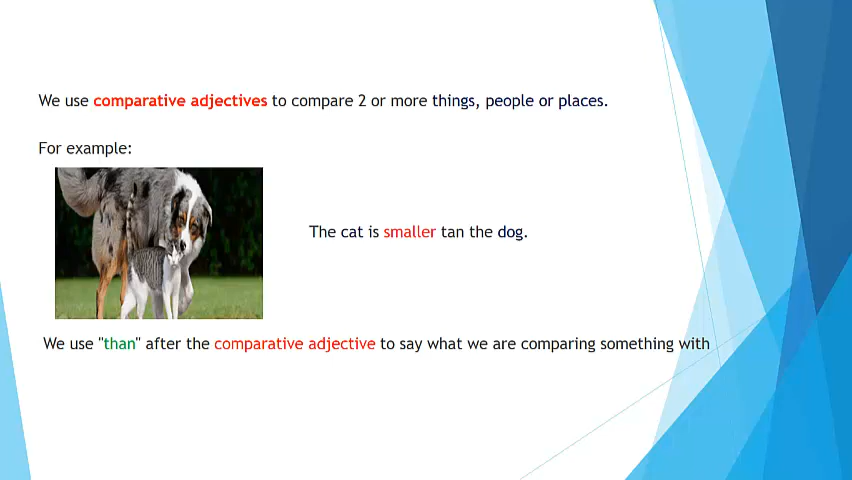 We use comparative adjectives to compare 2 or more things, people or places.
For example:
The cat is smaller tan the dog.
We use "than" after the comparative adjective to say what we are comparing something with